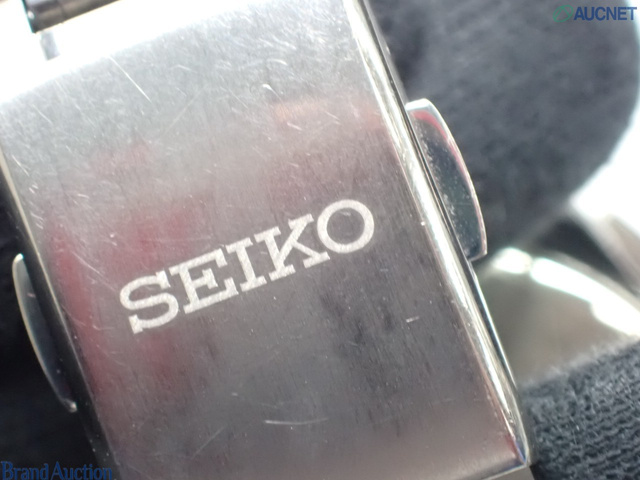 AUCNET
SEIKO
Brand Auction